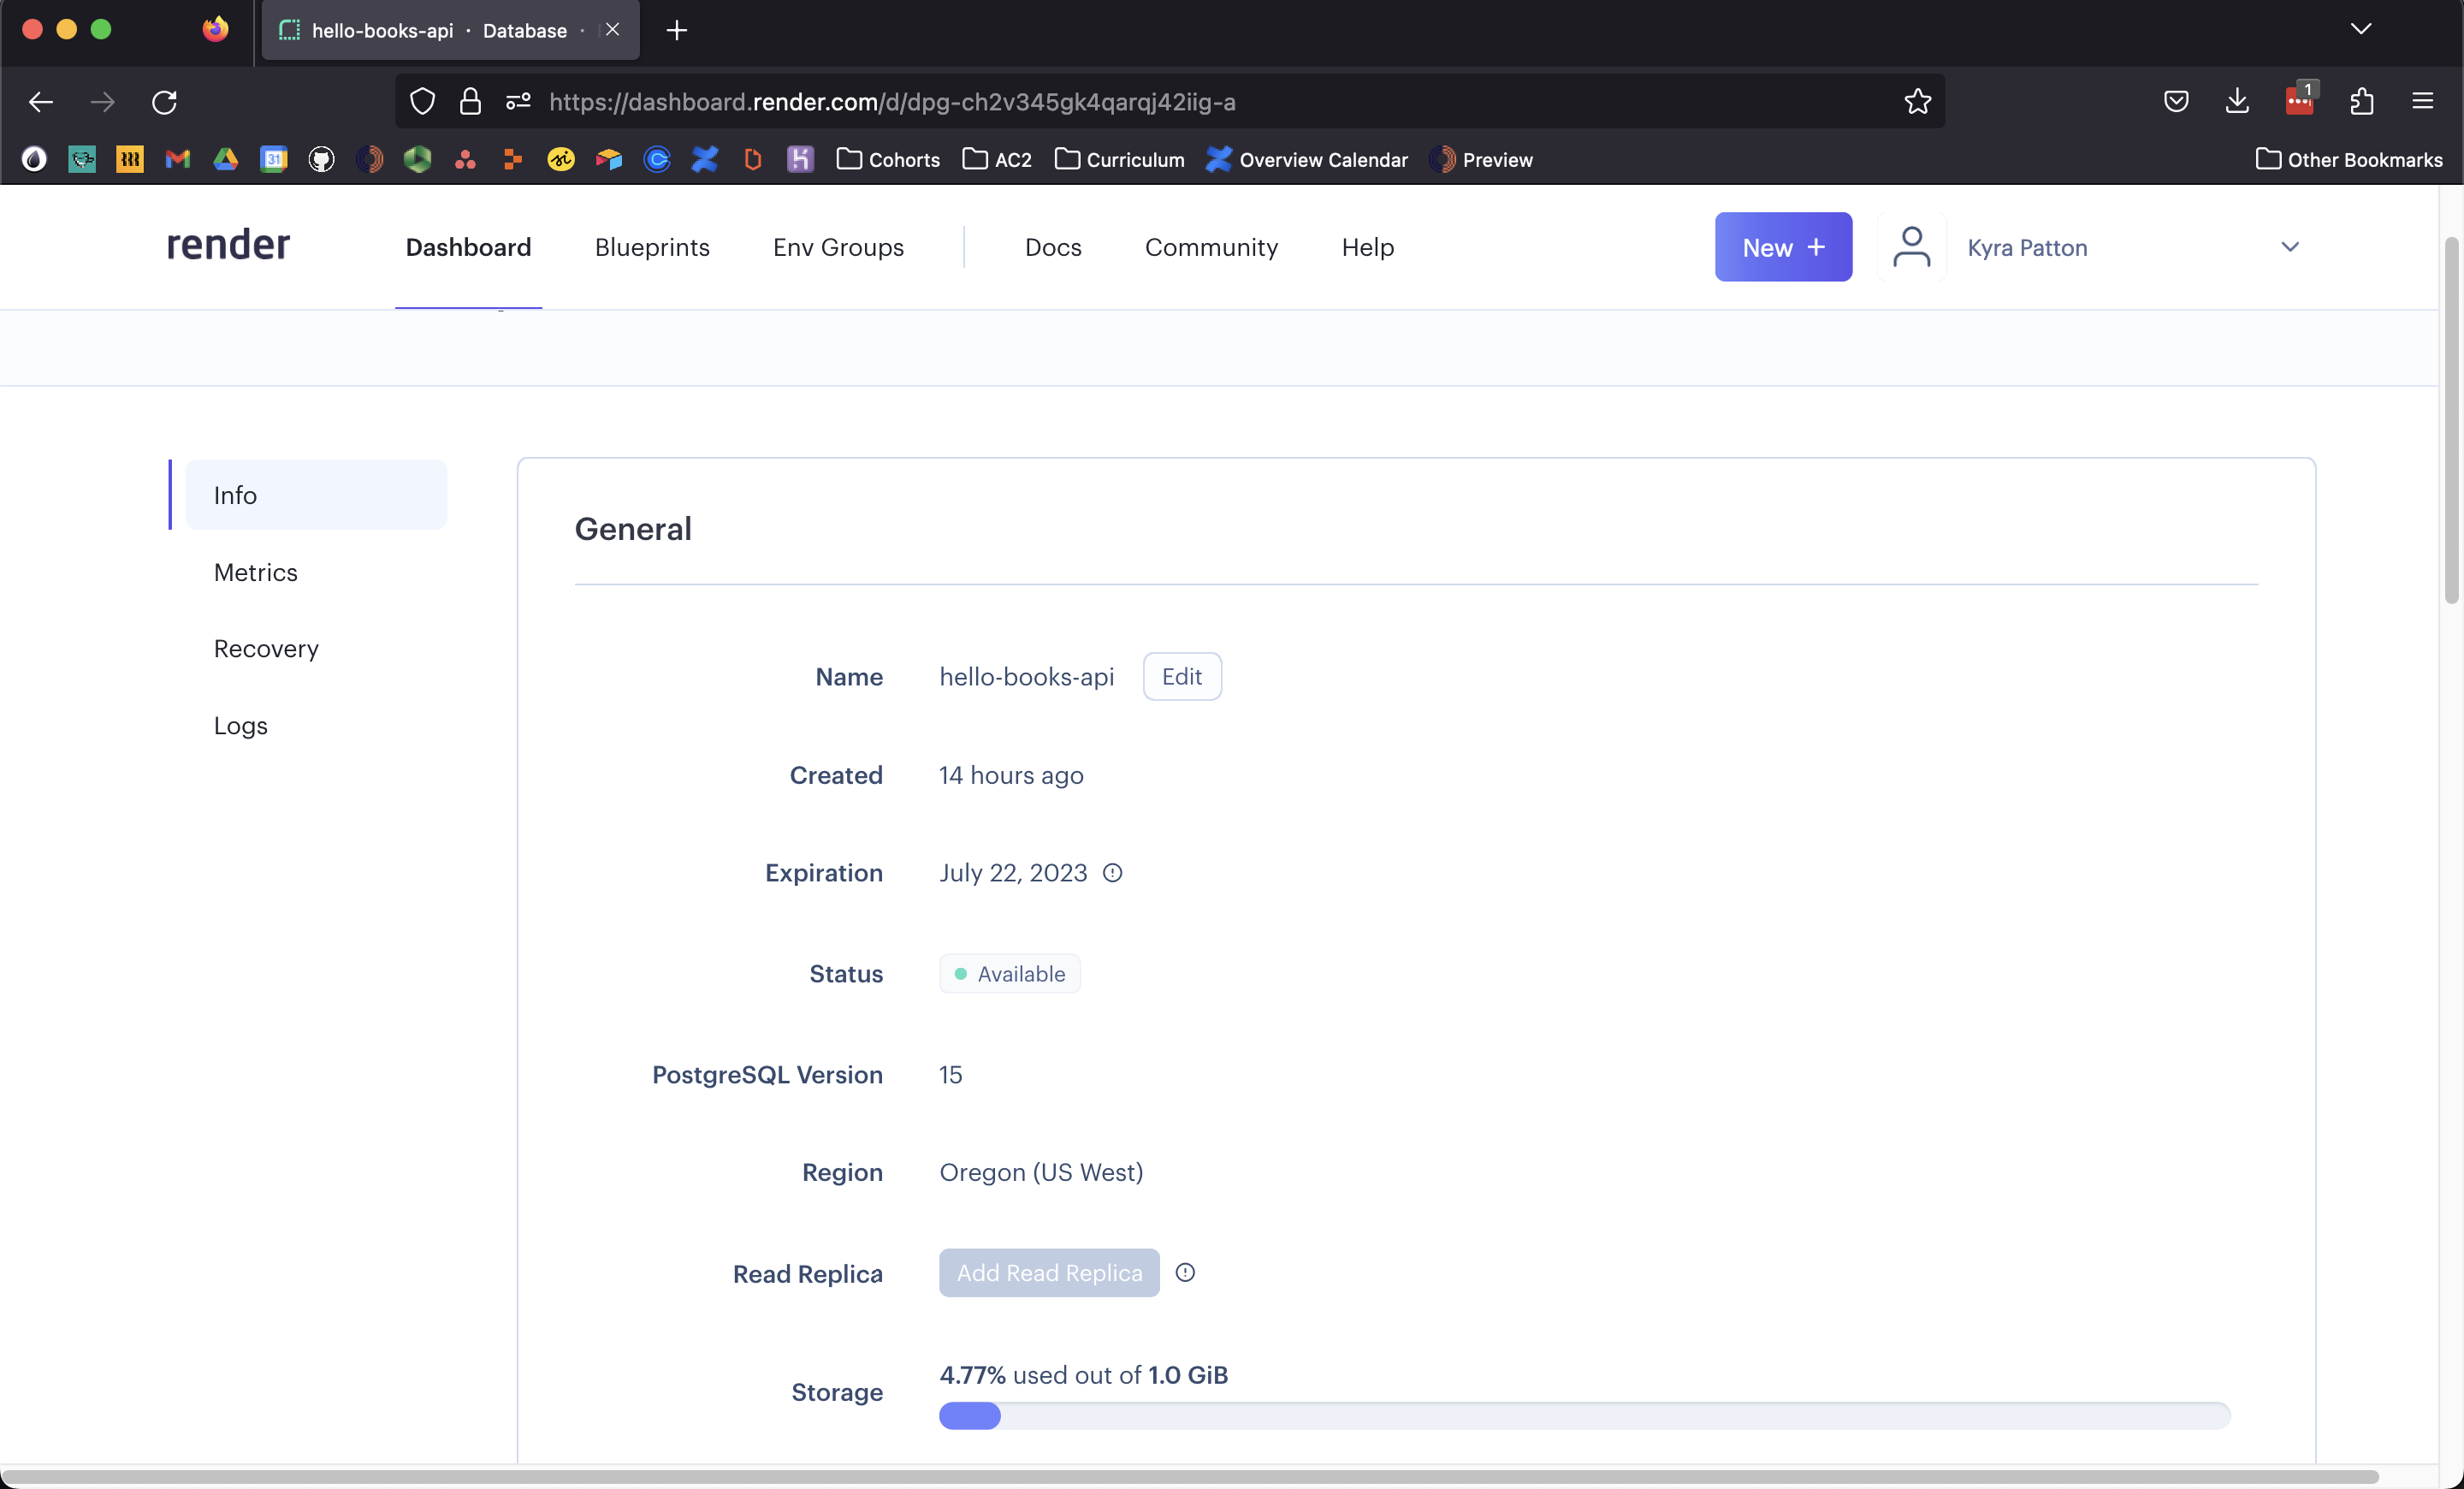 hello-books-api · Database ·
https://dashboard.render.com/d/dpg-ch2v345gk4qarqj42iig-a
1
31
Cohorts AC2 Curriculum Overview Calendar Preview Other Bookmarks
render Dashboard Blueprints Env Groups Docs Community Help New + Kyra Patton
Info
General
Metrics
Recovery
Logs
Name hello-books-api Edit
Created 14 hours ago
Expiration July 22, 2023
Status Available
PostgreSQL Version 15
Region Oregon (US West)
Read Replica Add Read Replica
Storage 4.77% used out of 1.0 GiB